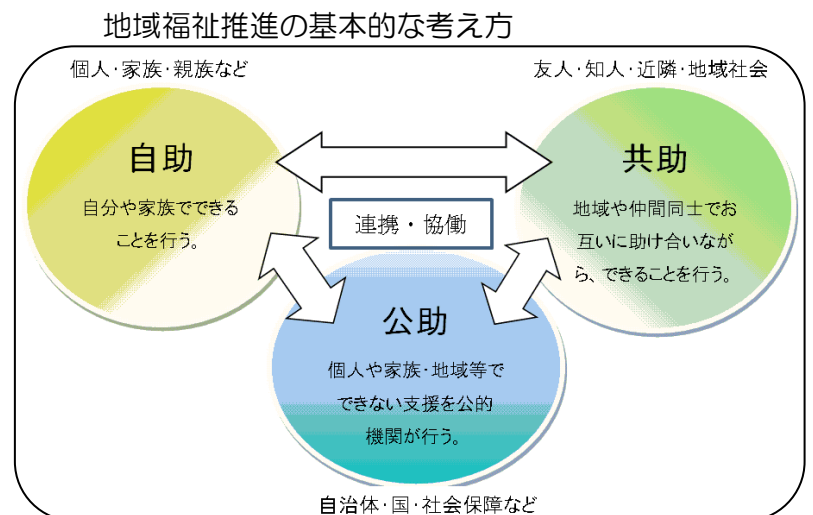 地域福祉推進の基本的な考え方
個人・家族・親族など
友人・知人・近隣・地域社会
自助
自分や家族でできる
ことを行う。
共助
地域や仲間同士でお
互いに助け合いなが
ら、できることを行う。
連携・協働
公助
個人や家族・地域等で
できない支援を公的
機関が行う。
自治体・国・社会保障など